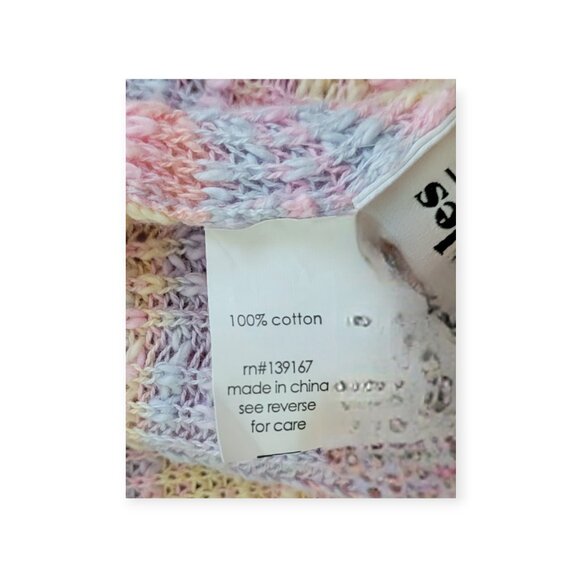 100% cotton
rn#139167
made in china
see reverse
for care